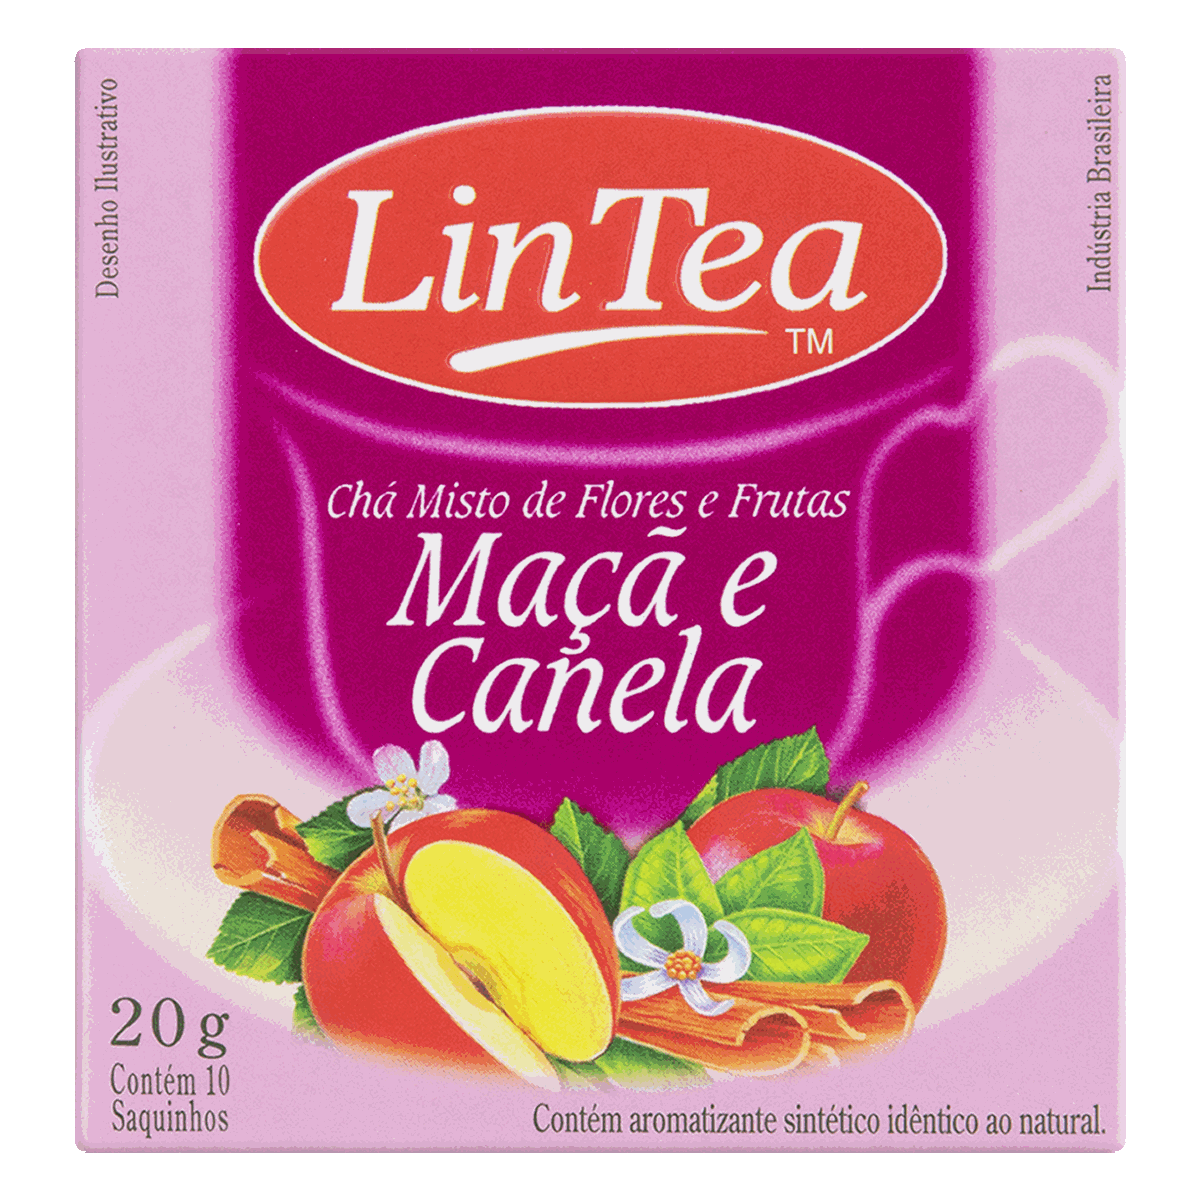 Desenho Ilustrativo
Indústria Brasileira
LinTea
TM
Chá Misto de Flores e Frutas
Maçã e
Canela
20 g
Contém 10
Saquinhos
Contém aromatizante sintético idêntico ao natural.